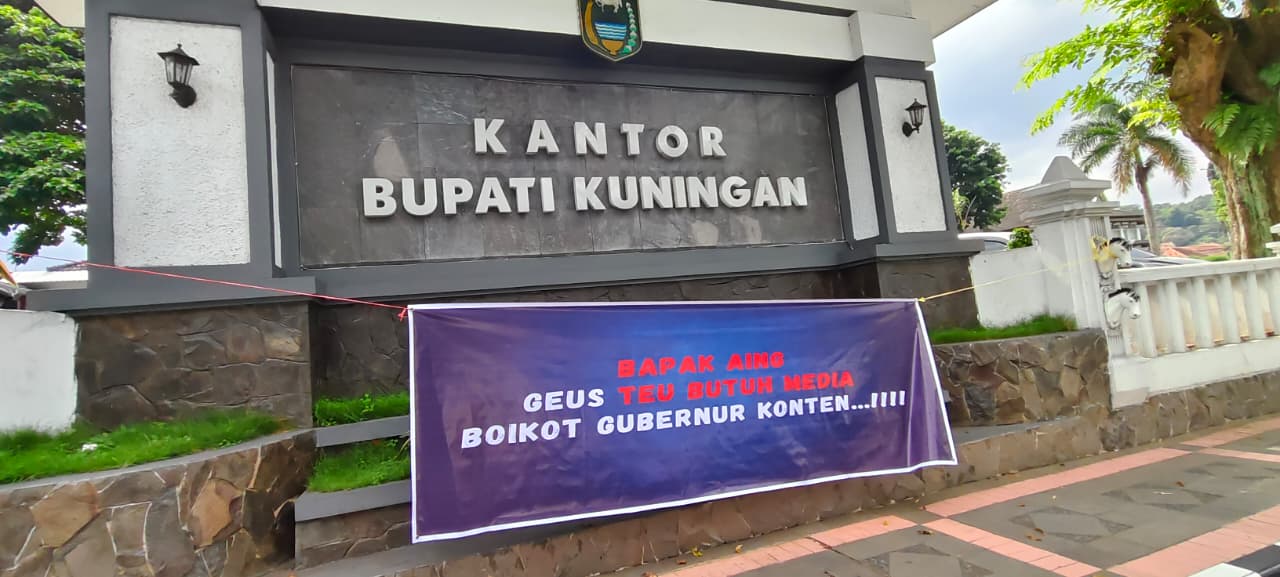 KANTOR
BUPATI KUNINGAN
BAPAK AING
GEUS TEU BUTUH MEDIA
BOIKOT GUBERNUR KONTEN...!!!!